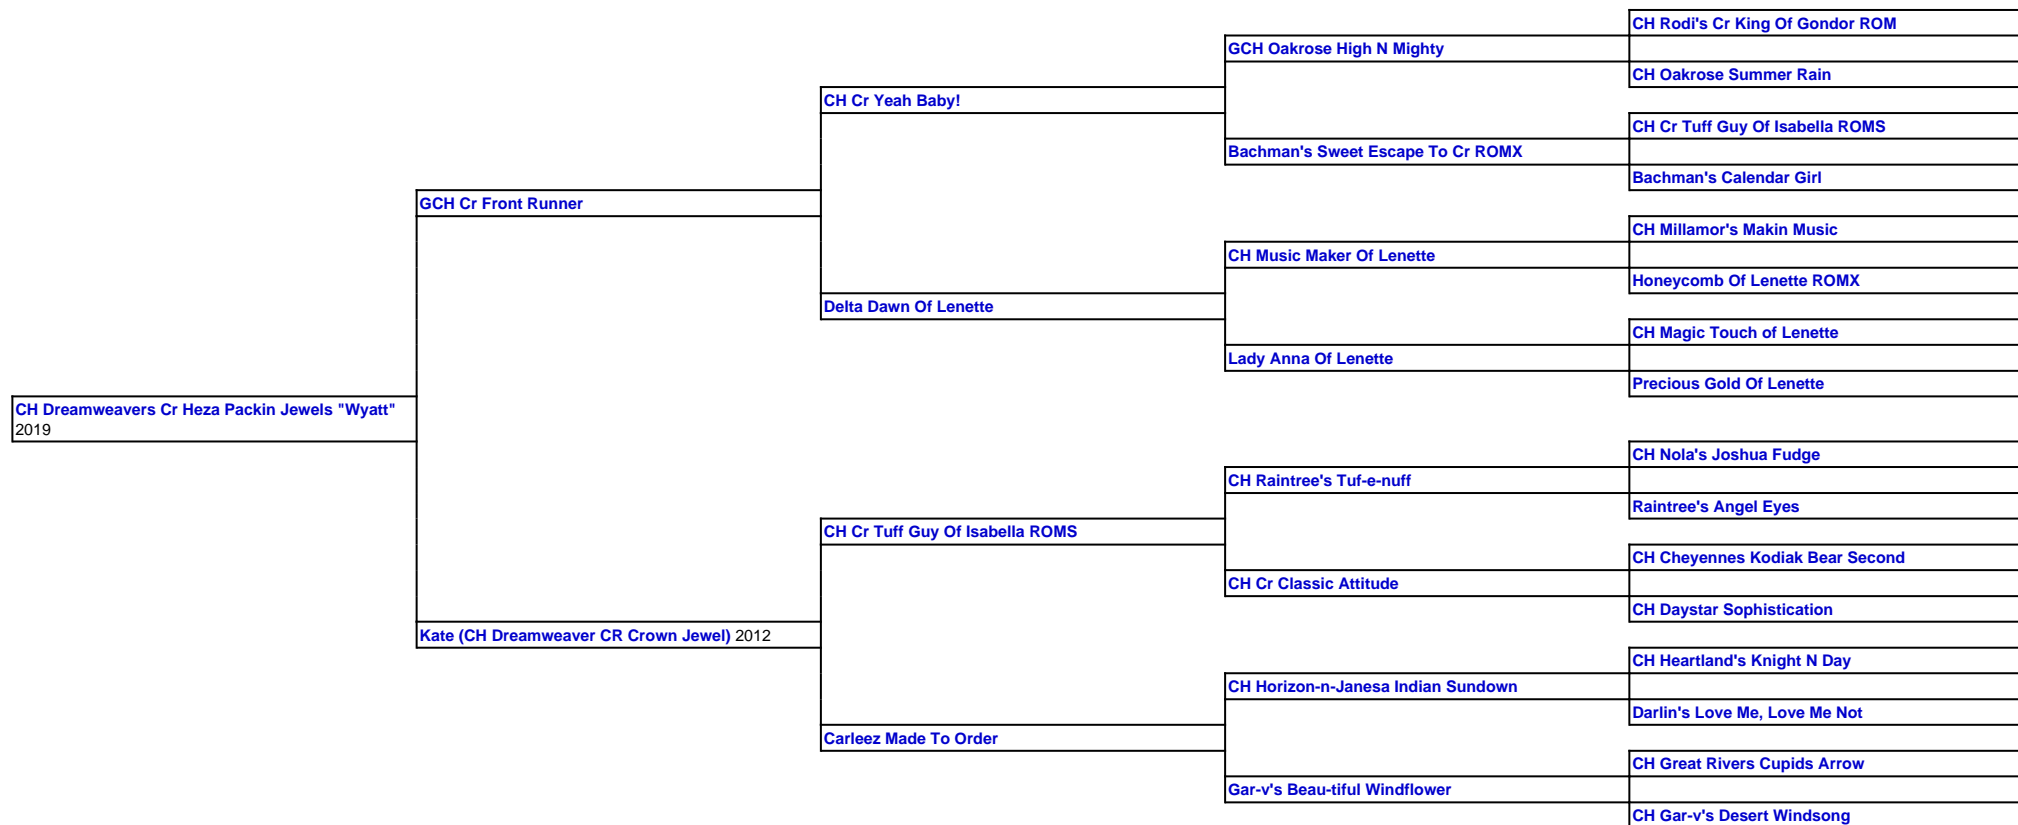 CH Rodi's Cr King Of Gondor ROM
GCH Oakrose High N Mighty
CH Oakrose Summer Rain
CH Cr Yeah Baby!
CH Cr Tuff Guy Of Isabella ROMS
Bachman's Sweet Escape To Cr ROMX
Bachman's Calendar Girl
GCH Cr Front Runner
CH Millamor's Makin Music
CH Music Maker Of Lenette
Honeycomb Of Lenette ROMX
Delta Dawn Of Lenette
CH Magic Touch of Lenette
Lady Anna Of Lenette
Precious Gold Of Lenette
CH Dreamweavers Cr Heza Packin Jewels "Wyatt"
2019
CH Nola's Joshua Fudge
CH Raintree's Tuf-e-nuff
Raintree's Angel Eyes
CH Cr Tuff Guy Of Isabella ROMS
CH Cheyennes Kodiak Bear Second
CH Cr Classic Attitude
CH Daystar Sophistication
Kate (CH Dreamweaver CR Crown Jewel) 2012
CH Heartland's Knight N Day
CH Horizon-n-Janesa Indian Sundown
Darlin's Love Me, Love Me Not
Carleez Made To Order
CH Great Rivers Cupids Arrow
Gar-v's Beau-tiful Windflower
CH Gar-v's Desert Windsong